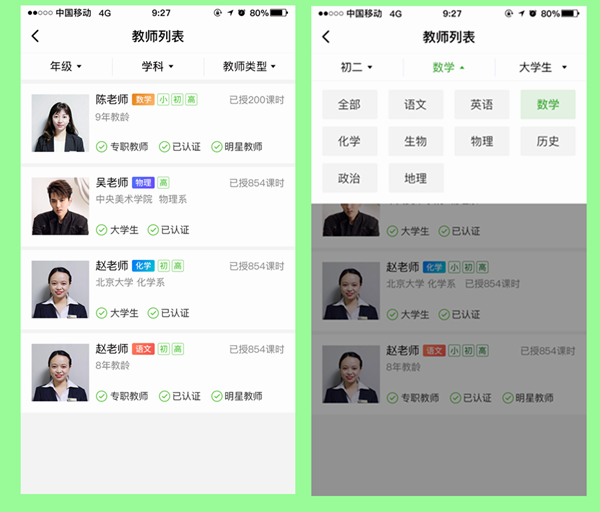 中国移动 4G 9:27 80%
教师列表
年级 学科 教师类型
陈老师 数学 小 初 高 已授200课时
9年教龄
专职教师 已认证 明星教师
吴老师 物理 高 已授854课时
中央美术学院 物理系
大学生 已认证
赵老师 化学 初 高 已授854课时
北京大学 化学系
大学生 已认证
赵老师 语文 初 高 已授854课时
8年教龄
专职教师 已认证 明星教师
中国移动 4G 9:27 80%
教师列表
初二 数学 大学生
全部 语文 英语 数学
化学 生物 物理 历史
政治 地理
大学生 已认证
赵老师 化学 小 初 高
北京大学 化学系 已授854课时
大学生 已认证
赵老师 语文 小 初 高 已授854课时
8年教龄
专职教师 已认证 明星教师